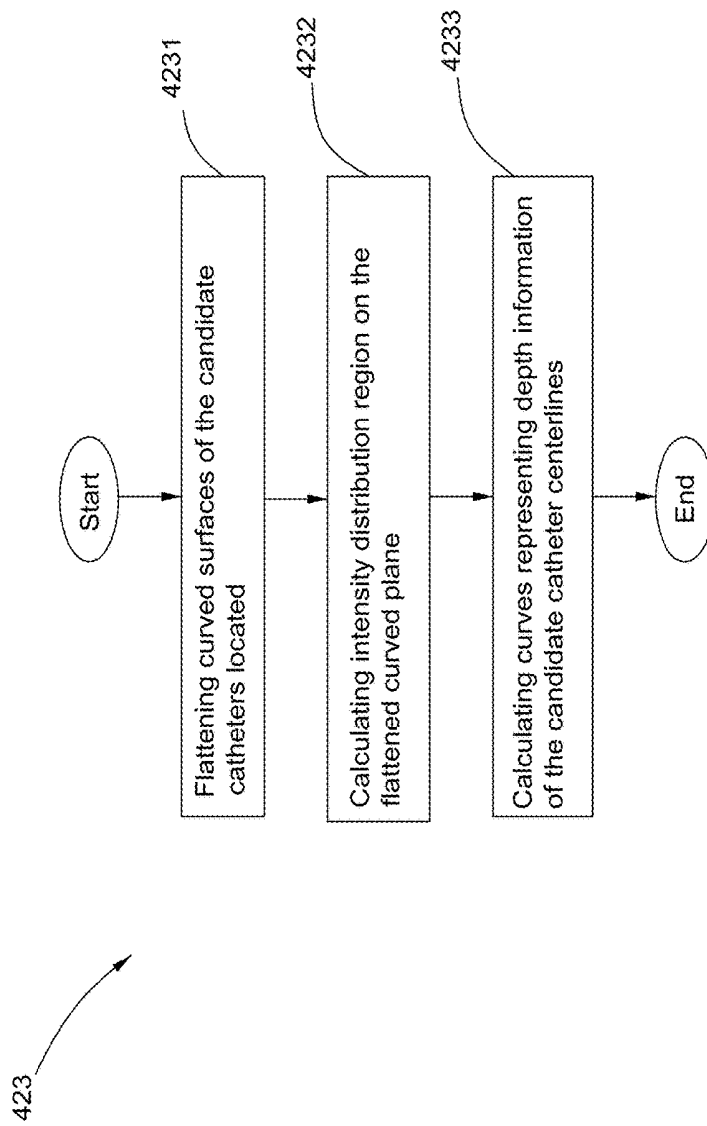 423
Start
Flattening curved surfaces of the candidate
catheters located
4231
Calculating intensity distribution region on the
flattened curved plane
4232
Calculating curves representing depth information
of the candidate catheter centerlines
4233
End